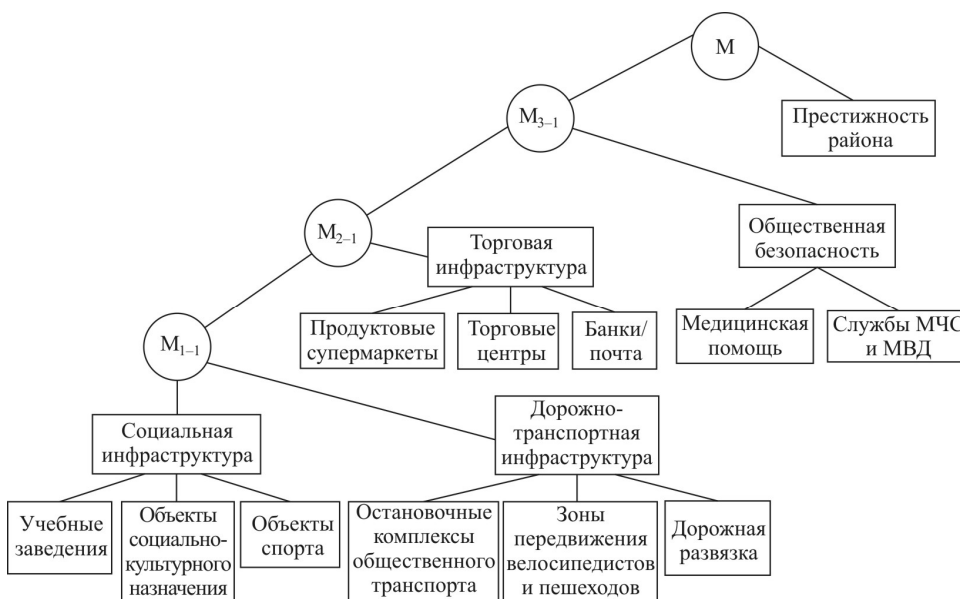 M
Престижность
района
M3–1
Общественная
безопасность
Медицинская
помощь
Службы МЧС
и МВД
M2–1
Торговая
инфраструктура
Продуктовые
супермаркеты
Торговые
центры
Банки/
почта
M1–1
Социальная
инфраструктура
Учебные
заведения
Объекты
социально-
культурного
назначения
Объекты
спорта
Дорожно-
транспортная
инфраструктура
Остановочные
комплексы
общественного
транспорта
Зоны
передвижения
велосипедистов
и пешеходов
Дорожная
развязка